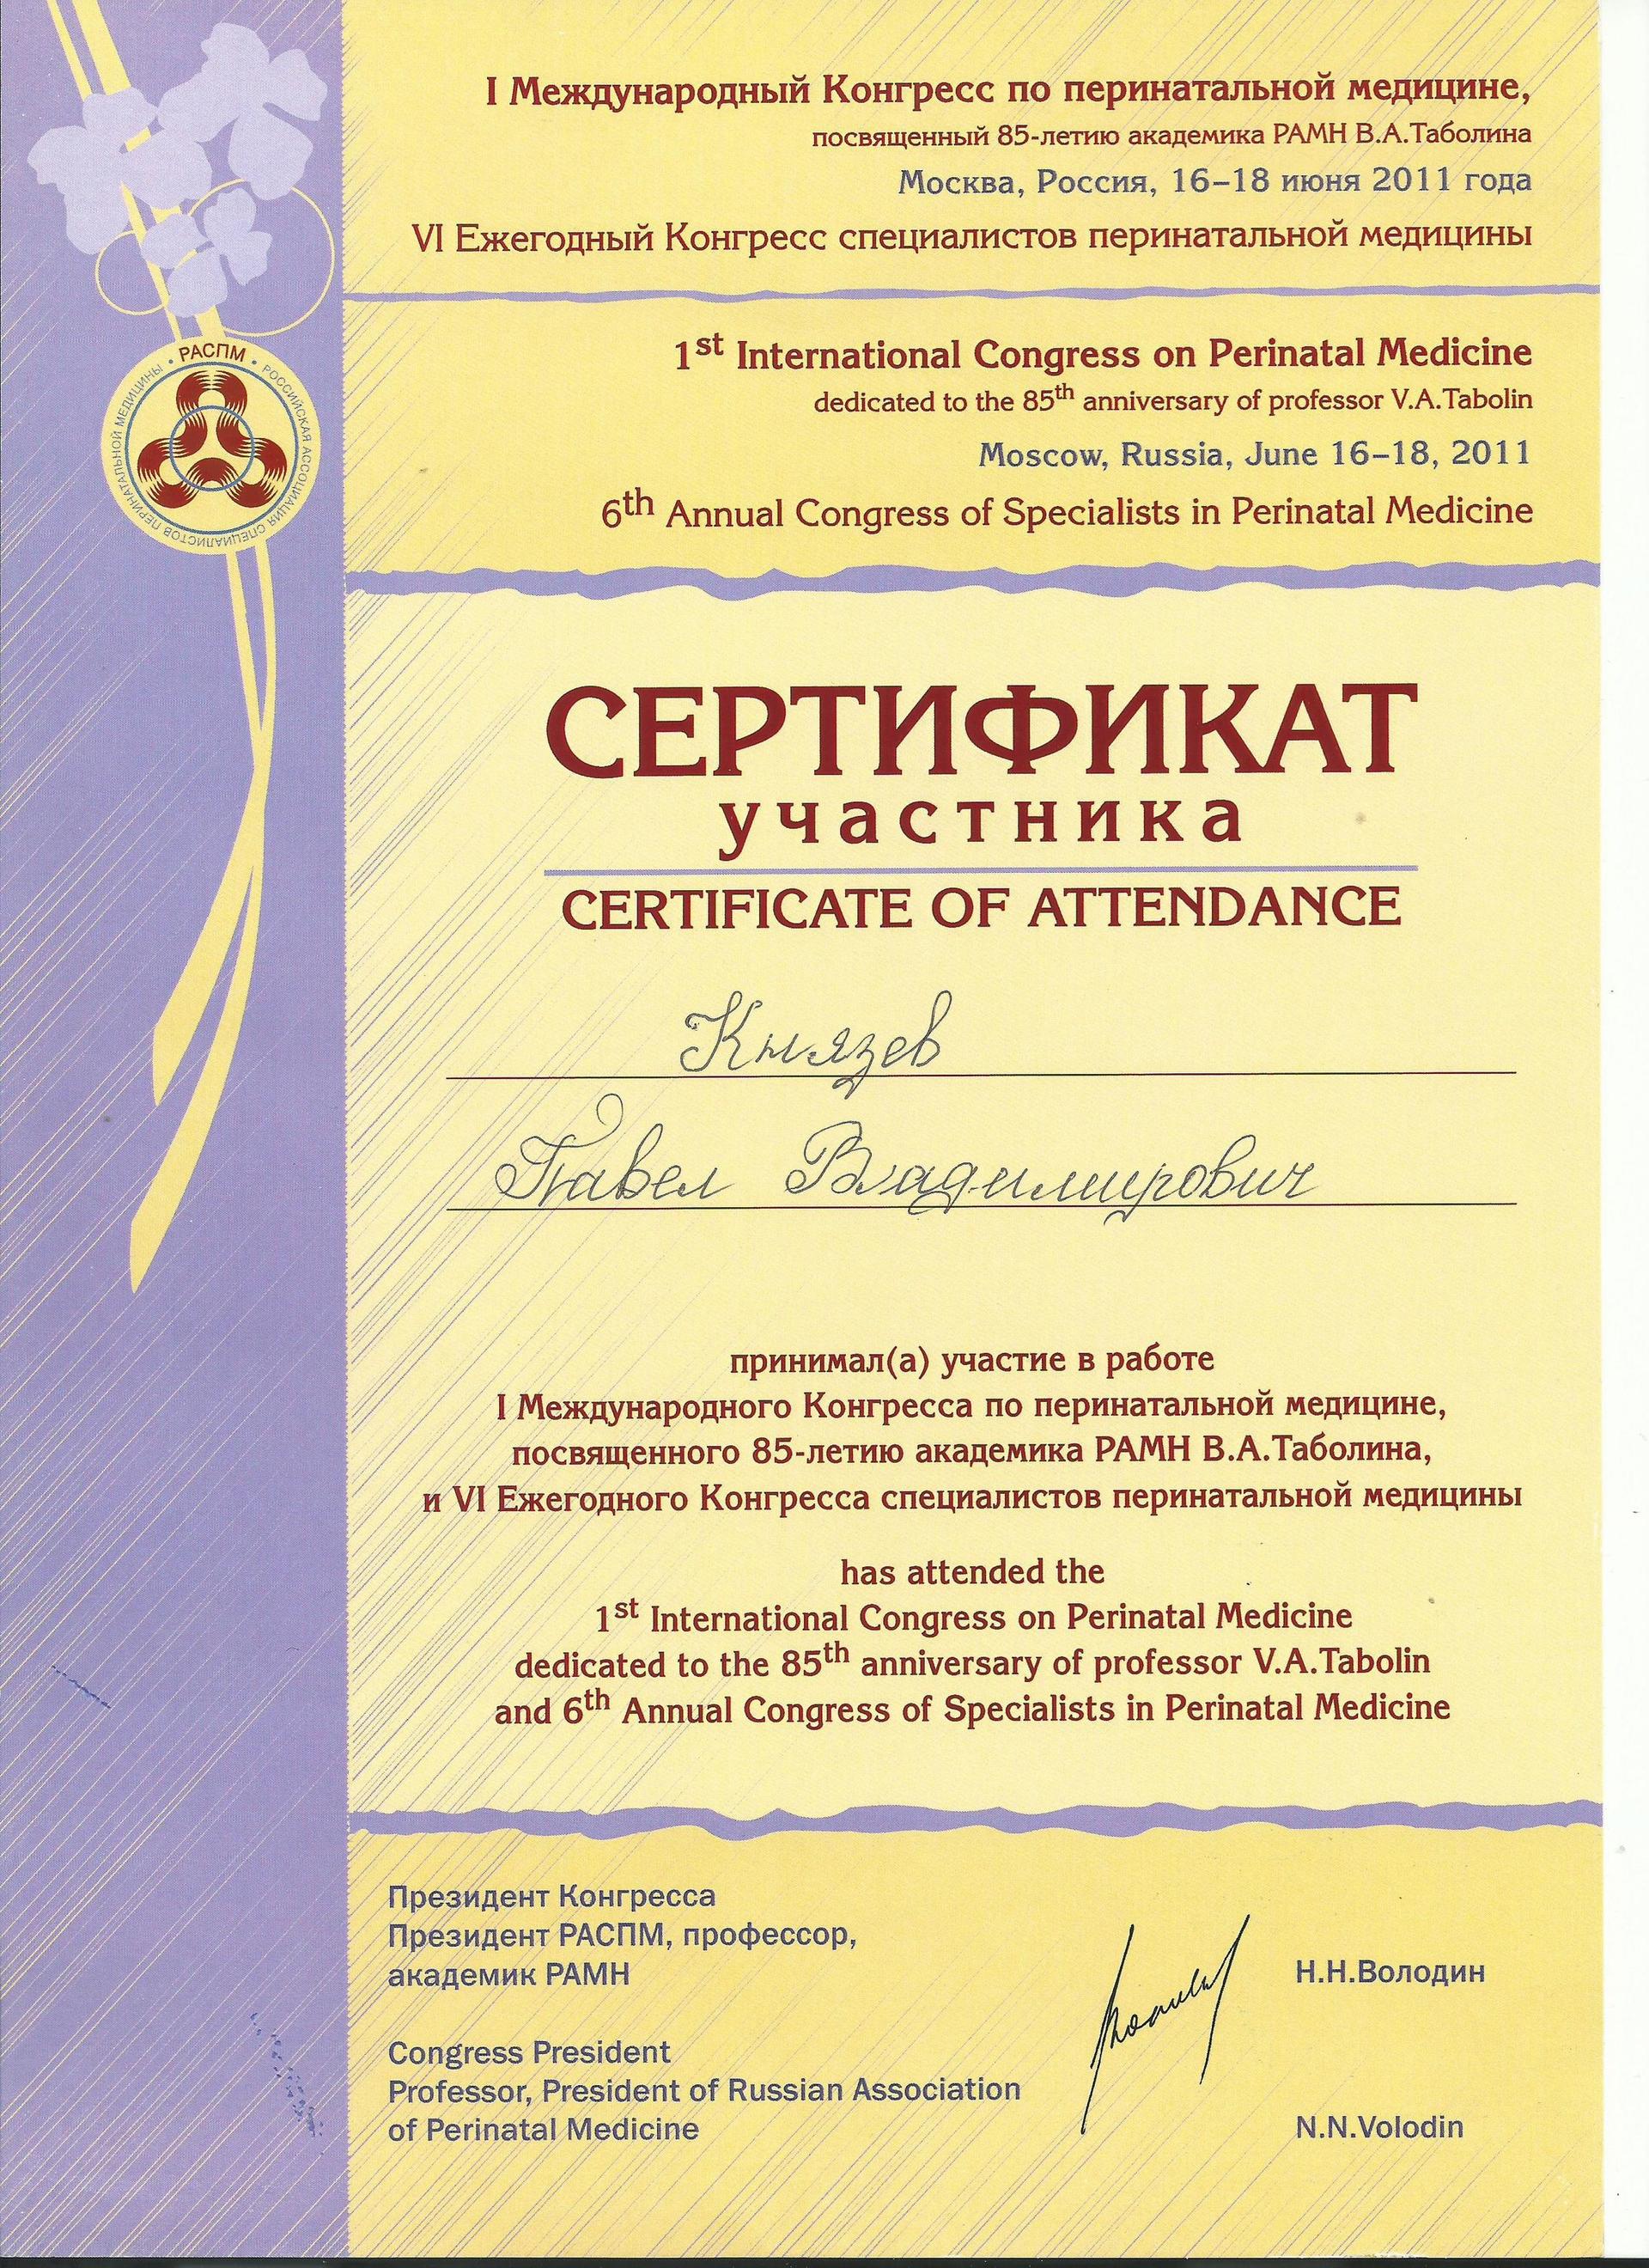 I Международный Конгресс по перинатальной медицине,
посвященный 85-летию академика РАМН В.А.Таболина
Москва, Россия, 16–18 июня 2011 года
VI Ежегодный Конгресс специалистов перинатальной медицины
1st International Congress on Perinatal Medicine
dedicated to the 85th anniversary of professor V.A.Tabolin
Moscow, Russia, June 16–18, 2011
6th Annual Congress of Specialists in Perinatal Medicine
• РАСПМ •
РОССИЙСКАЯ АССОЦИАЦИЯ СПЕЦИАЛИСТОВ ПЕРИНАТАЛЬНОЙ МЕДИЦИНЫ
СЕРТИФИКАТ
участника
CERTIFICATE OF ATTENDANCE
Князев
Павел Владимирович
принимал(а) участие в работе
I Международного Конгресса по перинатальной медицине,
посвященного 85-летию академика РАМН В.А.Таболина,
и VI Ежегодного Конгресса специалистов перинатальной медицины
has attended the
1st International Congress on Perinatal Medicine
dedicated to the 85th anniversary of professor V.A.Tabolin
and 6th Annual Congress of Specialists in Perinatal Medicine
Президент Конгресса
Президент РАСПМ, профессор,
академик РАМН
Н.Н.Володин
Congress President
Professor, President of Russian Association
of Perinatal Medicine
N.N.Volodin